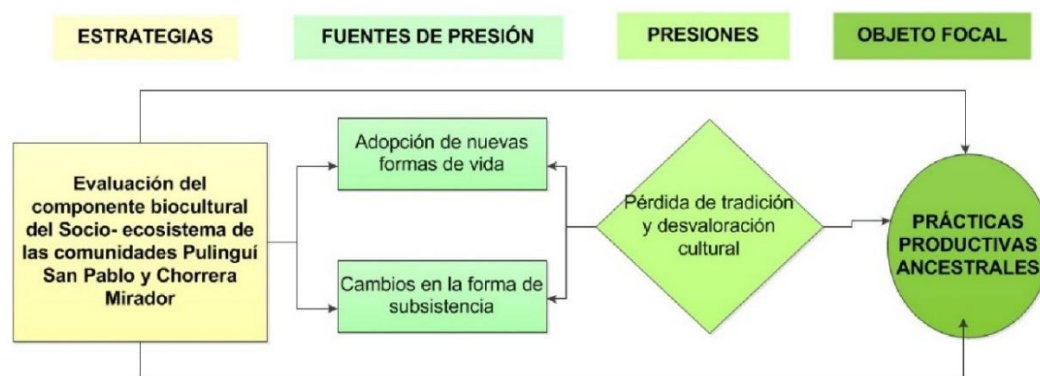 ESTRATEGIAS
FUENTES DE PRESIÓN
PRESIONES
OBJETO FOCAL
Evaluación del
componente biocultural
del Socio- ecosistema de
las comunidades Pulinguí
San Pablo y Chorrera
Mirador
Adopción de nuevas
formas de vida
Cambios en la forma de
subsistencia
Pérdida de tradición
y desvaloración
cultural
PRÁCTICAS
PRODUCTIVAS
ANCESTRALES